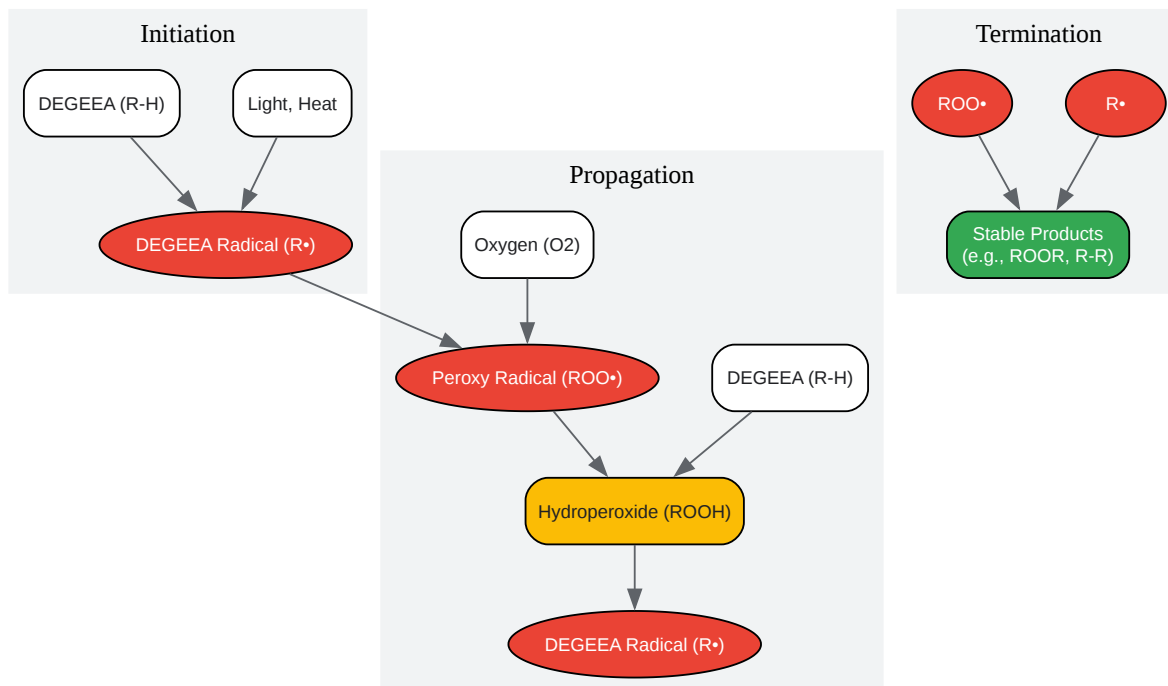 Initiation
DEGEEA (R-H)
Light, Heat
DEGEEA Radical (R•)
Propagation
Oxygen (O2)
Peroxy Radical (ROO•)
DEGEEA (R-H)
Hydroperoxide (ROOH)
DEGEEA Radical (R•)
Termination
ROO•
R•
Stable Products
(e.g., ROOR, R-R)